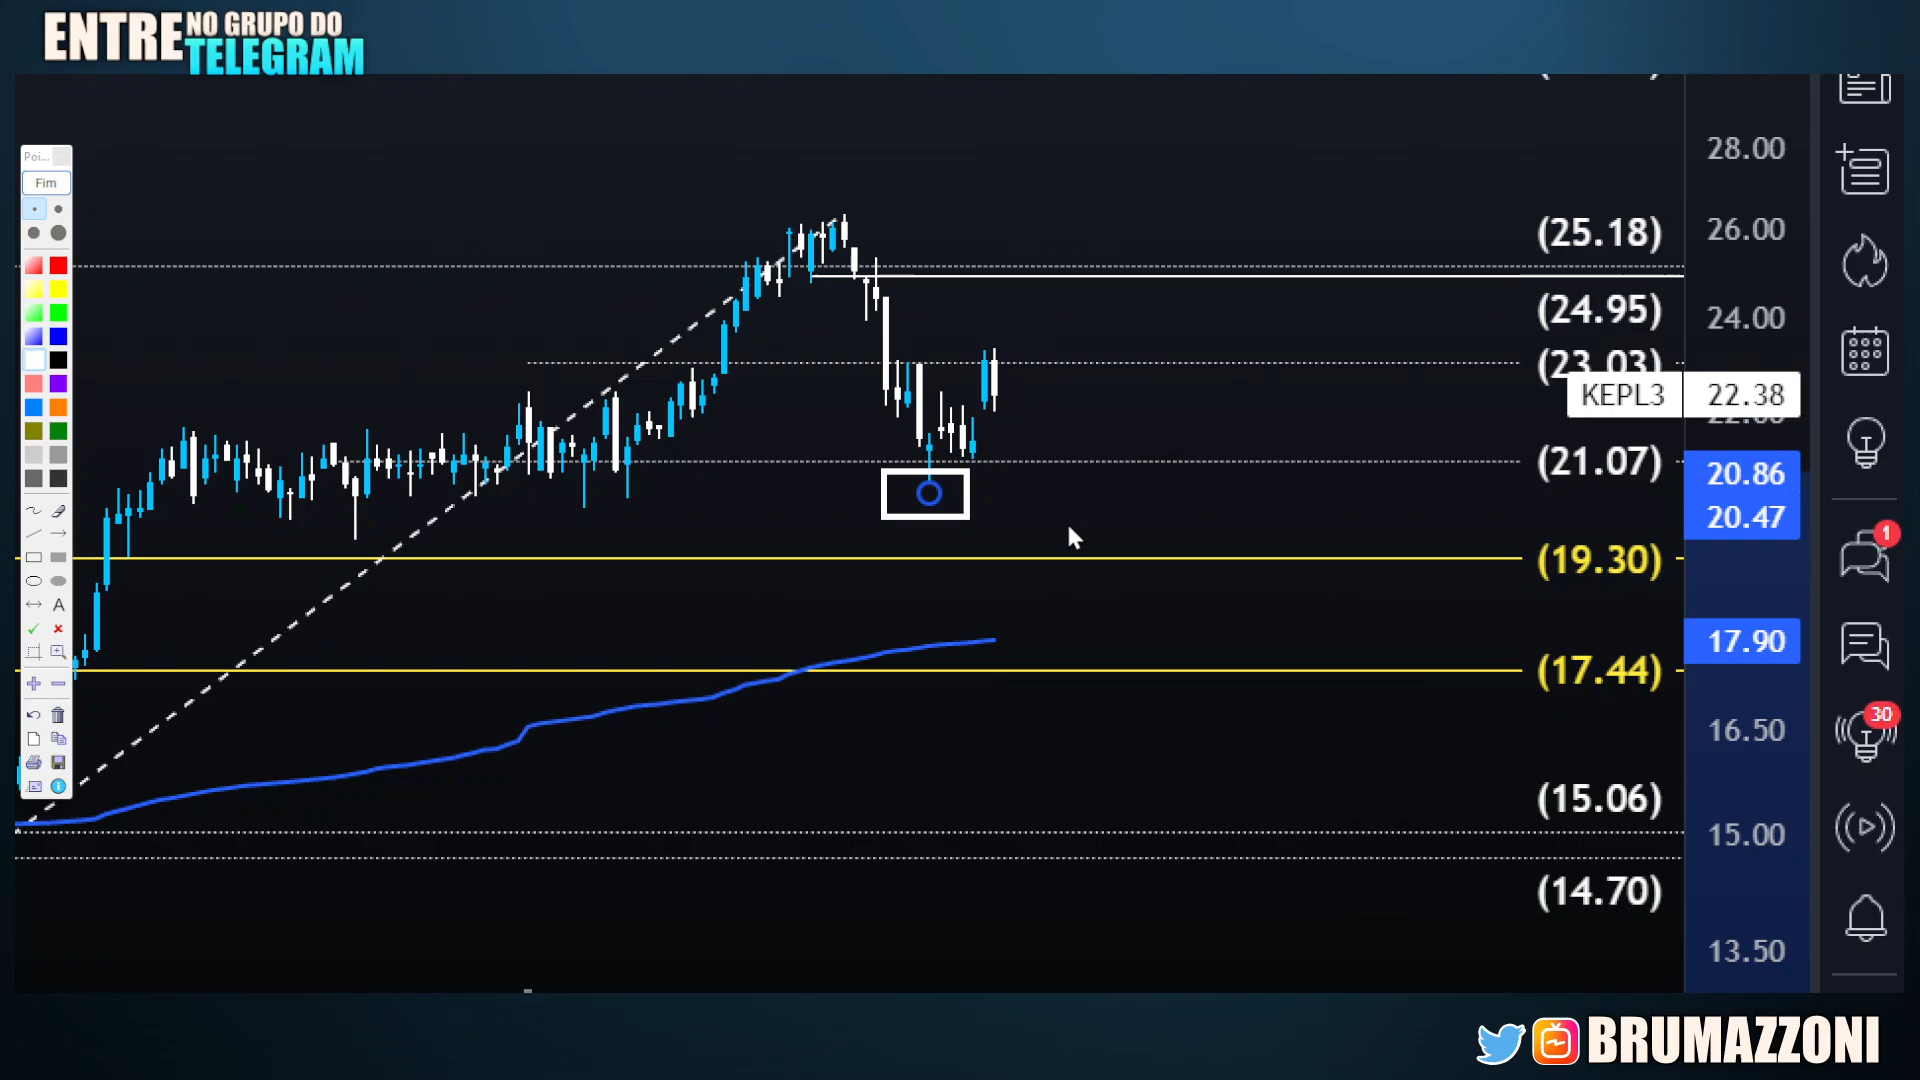 ENTRE NO GRUPO DO
TELEGRAM
Poi...
Fim
A
28.00
(25.18)
26.00
(24.95)
24.00
(23.03)
KEPL3 22.38
(21.07)
20.86
20.47
(19.30)
17.90
(17.44)
16.50
(15.06)
15.00
(14.70)
13.50
1
30
BRUMAZZONI